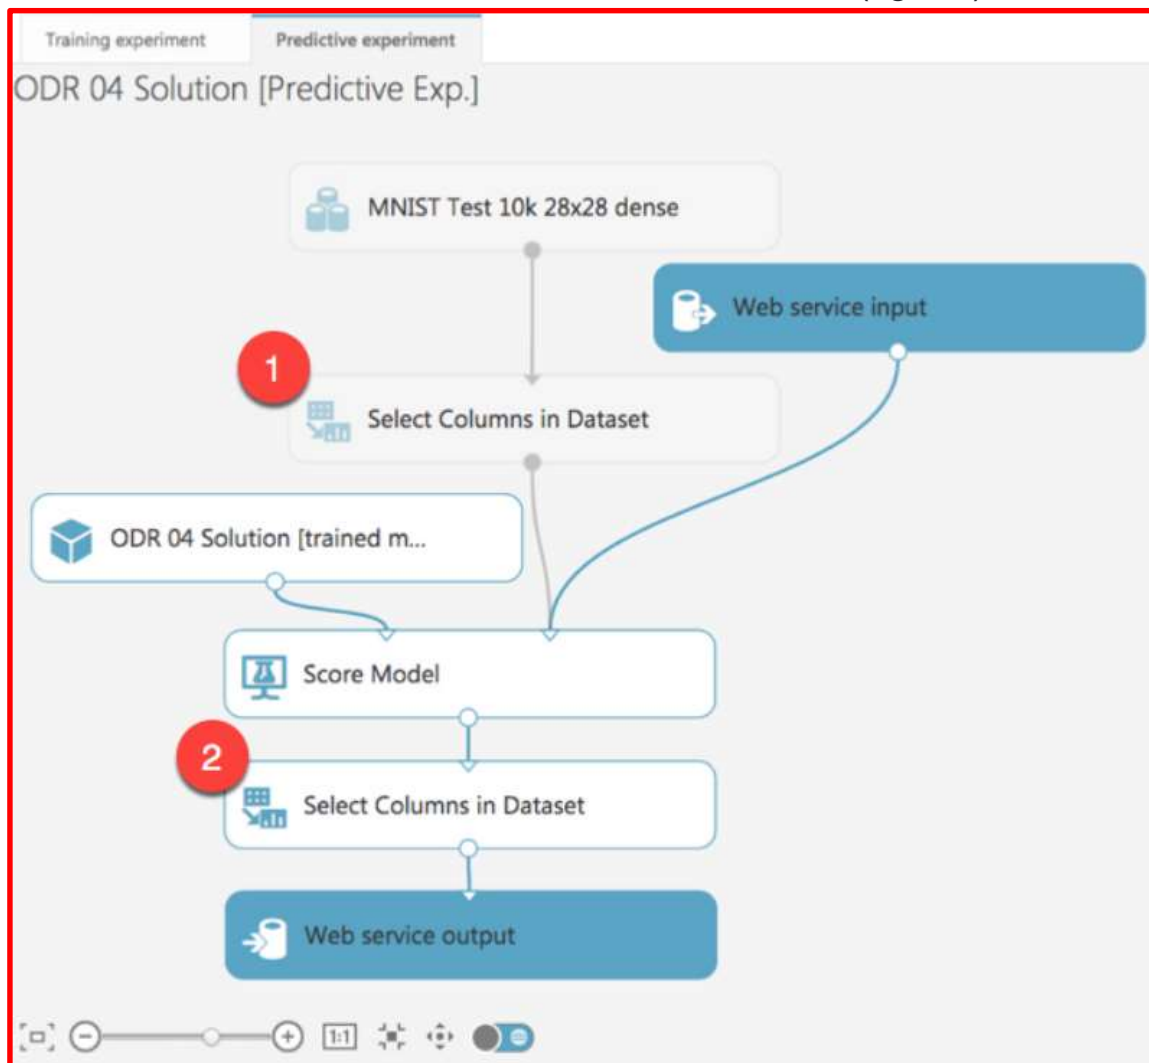 Training experiment
Predictive experiment
ODR 04 Solution [Predictive Exp.]
MNIST Test 10k 28x28 dense
Web service input
1
Select Columns in Dataset
ODR 04 Solution [trained m...
Score Model
2
Select Columns in Dataset
Web service output
1:1